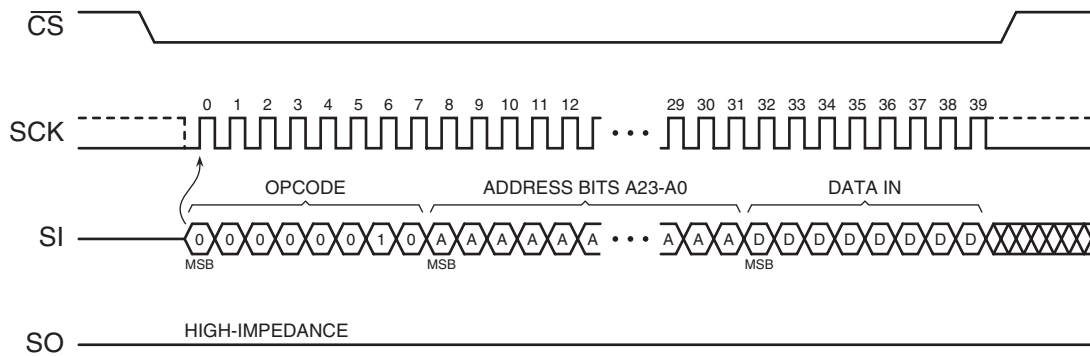 CS
0 1 2 3 4 5 6 7 8 9 10 11 12 29 30 31 32 33 34 35 36 37 38 39
SCK
OPCODE ADDRESS BITS A23-A0 DATA IN
SI 0 0 0 0 0 0 1 0 A A A A A A A A A D D D D D D D D
MSB MSB MSB
HIGH-IMPEDANCE
SO